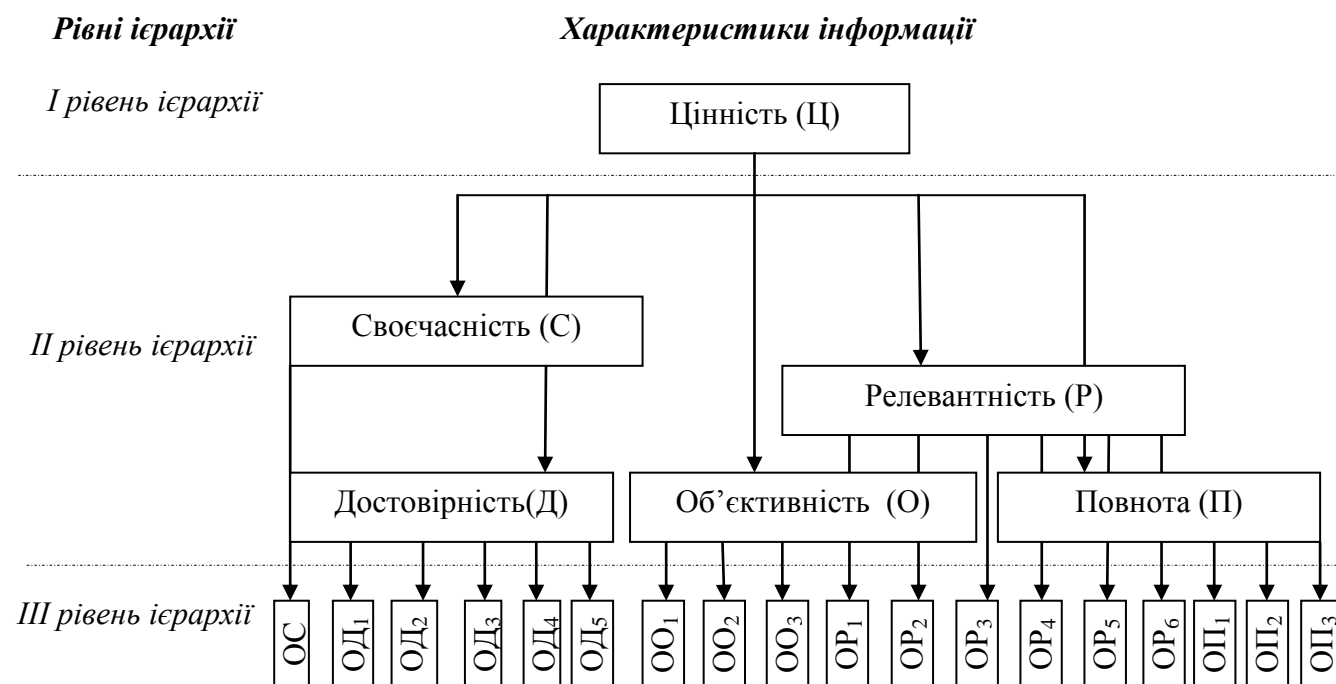 Рівні ієрархії
Характеристики інформації
І рівень ієрархії
Цінність (Ц)
ІІ рівень ієрархії
Своєчасність (С)
Релевантність (Р)
Достовірність(Д)
Об’єктивність (О)
Повнота (П)
ІІІ рівень ієрархії
ОС
ОД₁
ОД₂
ОД₃
ОД₄
ОД₅
ОО₁
ОО₂
ОО₃
ОР₁
ОР₂
ОР₃
ОР₄
ОР₅
ОР₆
ОП₁
ОП₂
ОП₃